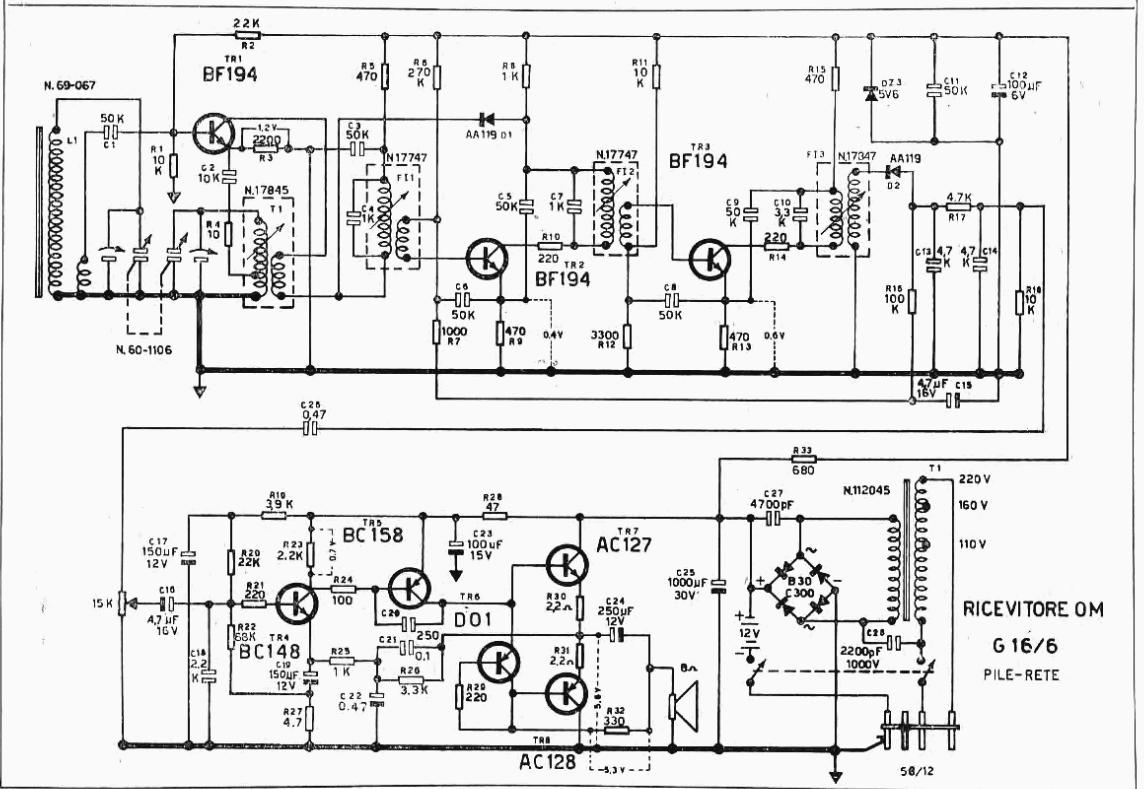 22K
R2
TR1
BF194
N.69-067
L1
50K
C1
R1
10
K
1,2V
2200
R3
C2
10K
R4
10
N.17845
T1
N.60-1106
R5
470
R6
270
K
C3
50K
N.17747
FI1
C4
1K
R8
1K
AA119 D1
C5
50K
C7
1K
R10
220
TR2
BF194
C6
50K
1000
R7
470
R9
0,4V
N.17747
FI2
R11
10
K
TR3
BF194
C9
50
K
C10
3,3
K
220
R14
C8
50K
3300
R12
470
R13
0,6V
R15
470
FI3
N.17347
DZ3
5V6
C11
50K
C12
100µF
6V
AA119
D2
4.7K
R17
C13
4,7
K
4,7
K
C14
R16
100
K
R18
10
K
4,7µF
16V
C15
C26
0,47
R33
680
C17
150µF
12V
R19
3,9 K
R20
22K
R23
2.2K
0,7V
TR5
BC158
R28
47
C23
100µF
15V
TR7
AC127
15K
C16
4,7µF
16V
R21
220
R22
68K
C18
2,2
K
TR4
BC148
C19
150µF
12V
R27
4.7
R24
100
C20
250
C21
0.1
R25
1K
R26
3,3K
C22
0.47
TR6
D01
R29
220
R30
2,2Ω
R31
2,2Ω
C24
250µF
12V
5,8V
R32
330
TR8
AC128
5,3V
8Ω
C25
1000µF
30V
C27
4700pF
N.112045
T1
220V
160V
110V
+
~
B30
C300
-
~
+
12V
-
C28
2200pF
1000V
58/12
RICEVITORE OM
G16/6
PILE-RETE